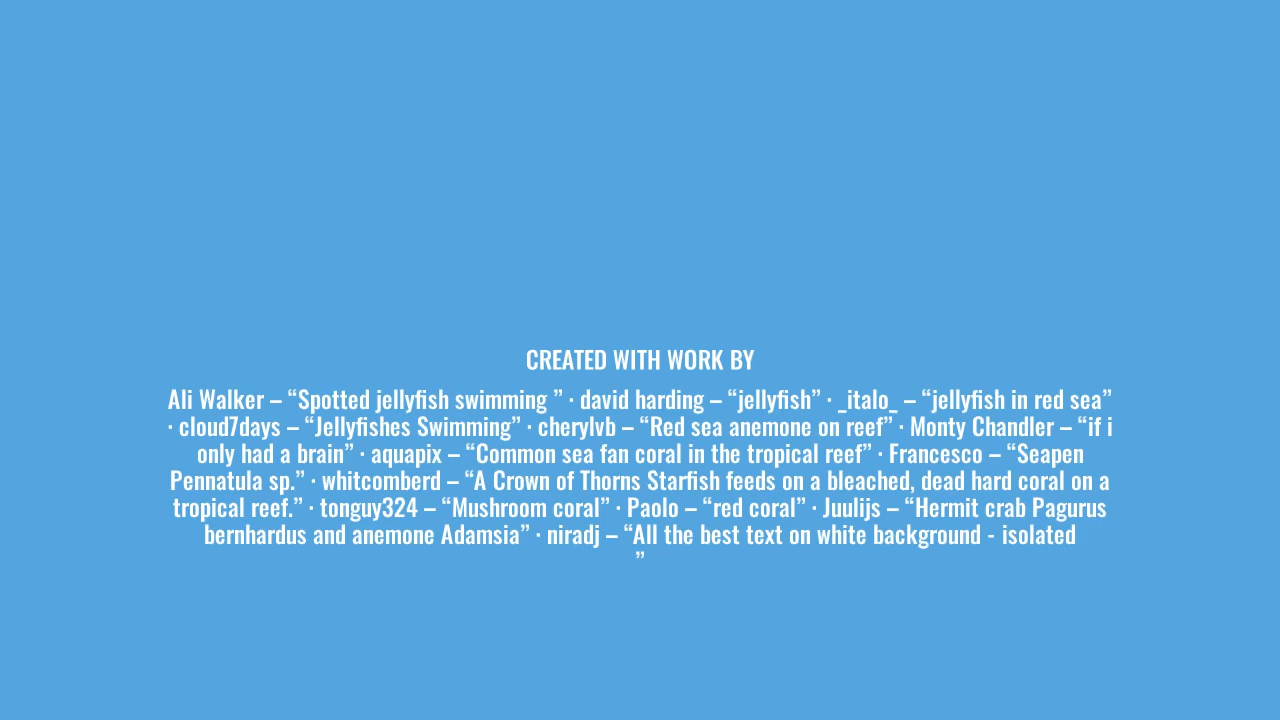 CREATED WITH WORK BY
Ali Walker – “Spotted jellyfish swimming ” · david harding – “jellyfish” · _italo_ – “jellyfish in red sea”
· cloud7days – “Jellyfishes Swimming” · cherylvb – “Red sea anemone on reef” · Monty Chandler – “if i
only had a brain” · aquapix – “Common sea fan coral in the tropical reef” · Francesco – “Seapen
Pennatula sp.” · whitcomberd – “A Crown of Thorns Starfish feeds on a bleached, dead hard coral on a
tropical reef.” · tonguy324 – “Mushroom coral” · Paolo – “red coral” · Juulijs – “Hermit crab Pagurus
bernhardus and anemone Adamsia” · niradj – “All the best text on white background - isolated
”